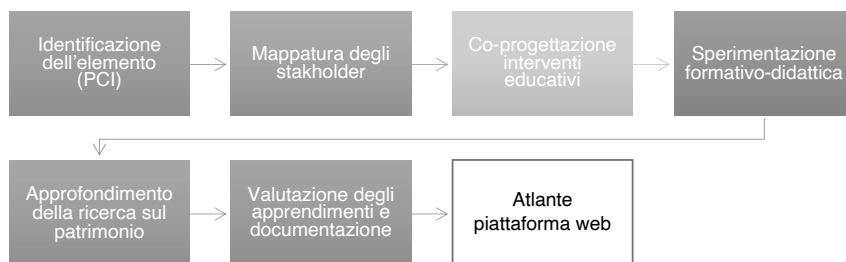 Identificazione
dell'elemento
(PCI)
Mappatura degli
stakholder
Co-progettazione
interventi
educativi
Sperimentazione
formativo-didattica
Approfondimento
della ricerca sul
patrimonio
Valutazione degli
apprendimenti e
documentazione
Atlante
piattaforma web